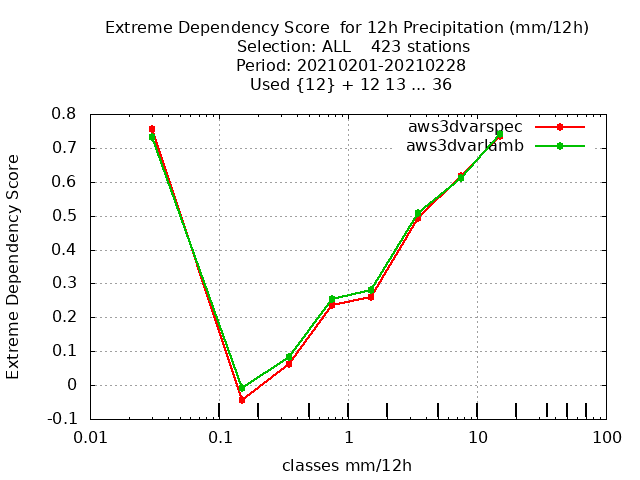 Extreme Dependency Score  for 12h Precipitation (mm/12h)
Selection: ALL    423 stations
Period: 20210201-20210228
Used {12} + 12 13 ... 36
aws3dvarspec
aws3dvarlamb
0.8
0.7
0.6
0.5
0.4
0.3
0.2
0.1
0
-0.1
Extreme Dependency Score
0.01 0.1 1 10 100
classes mm/12h